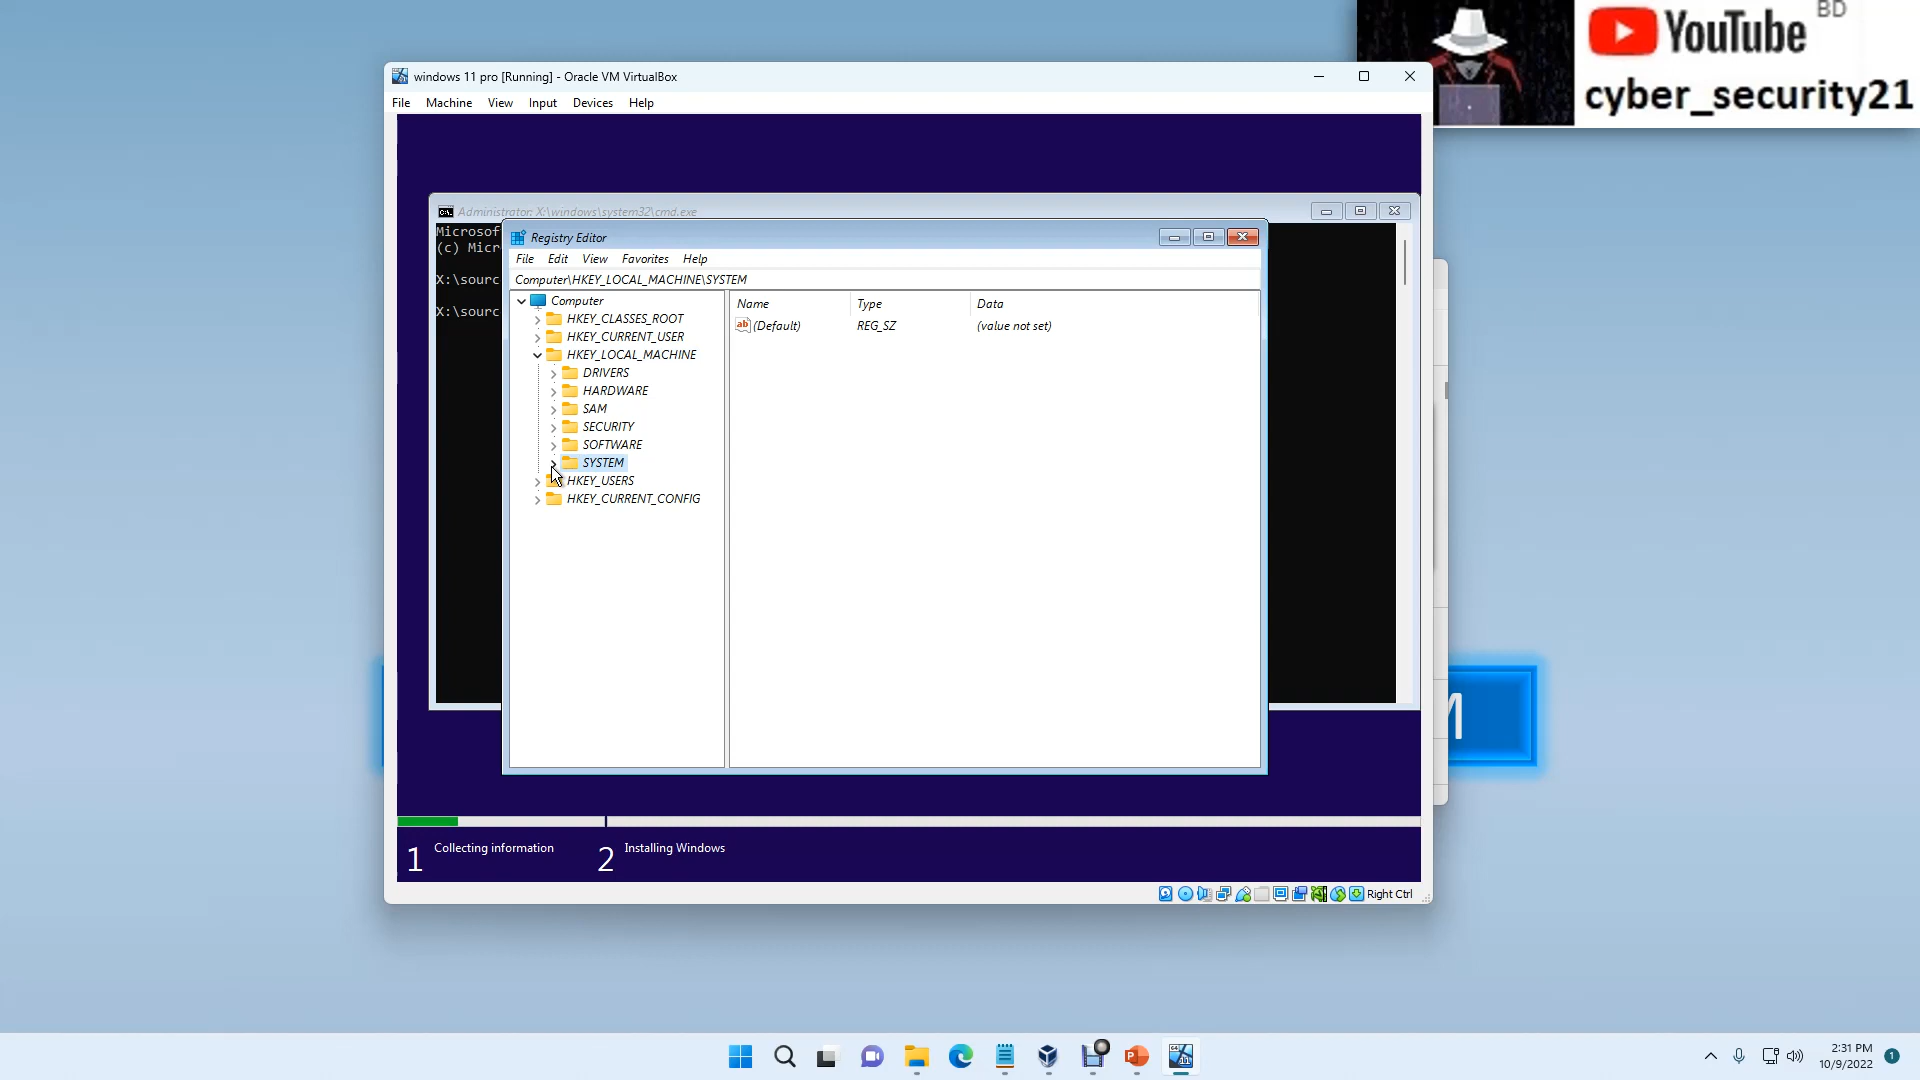 BD
YouTube
cyber_security21
windows 11 pro [Running] - Oracle VM VirtualBox
File Machine View Input Devices Help
Administrator: X:\windows\system32\cmd.exe
Microsof
(c) Micr
X:\sourc
X:\sourc
Registry Editor
File Edit View Favorites Help
Computer\HKEY_LOCAL_MACHINE\SYSTEM
Computer
HKEY_CLASSES_ROOT
HKEY_CURRENT_USER
HKEY_LOCAL_MACHINE
DRIVERS
HARDWARE
SAM
SECURITY
SOFTWARE
SYSTEM
HKEY_USERS
HKEY_CURRENT_CONFIG
Name Type Data
(Default) REG_SZ (value not set)
M
1 Collecting information 2 Installing Windows
Right Ctrl
2:31 PM
10/9/2022
1